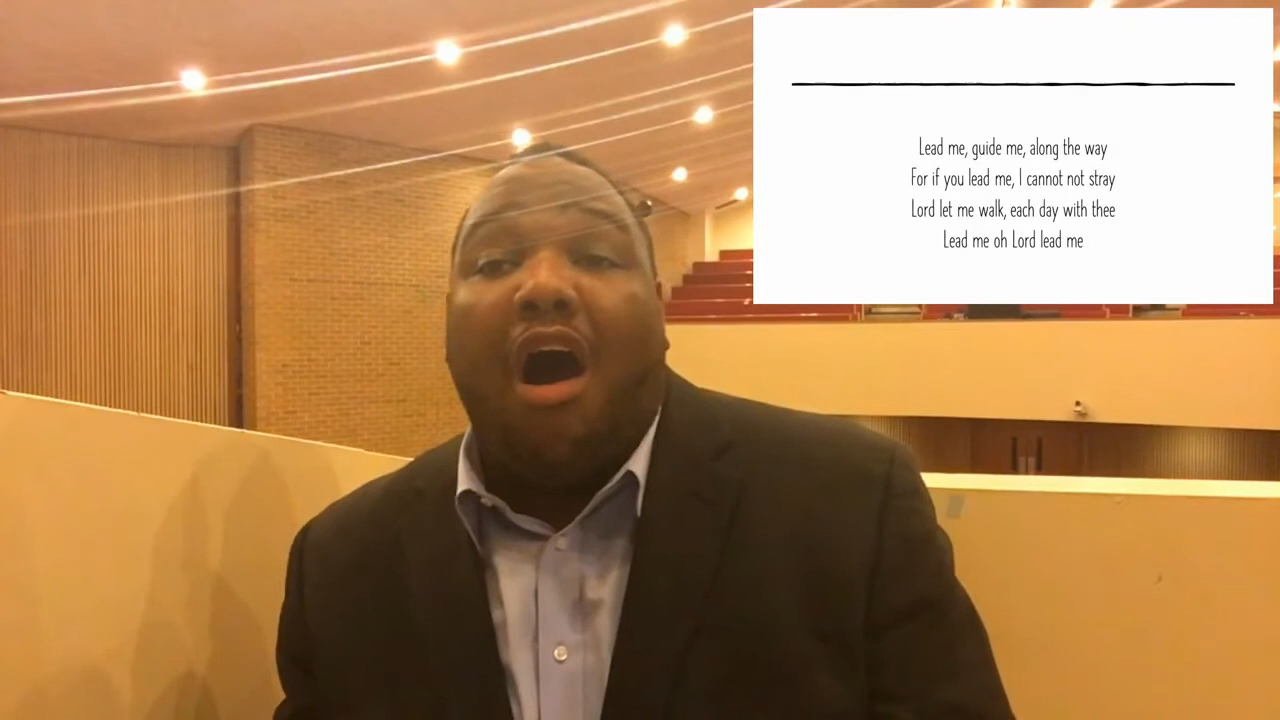 Lead me, guide me, along the way
For if you lead me, I cannot not stray
Lord let me walk, each day with thee
Lead me oh Lord lead me